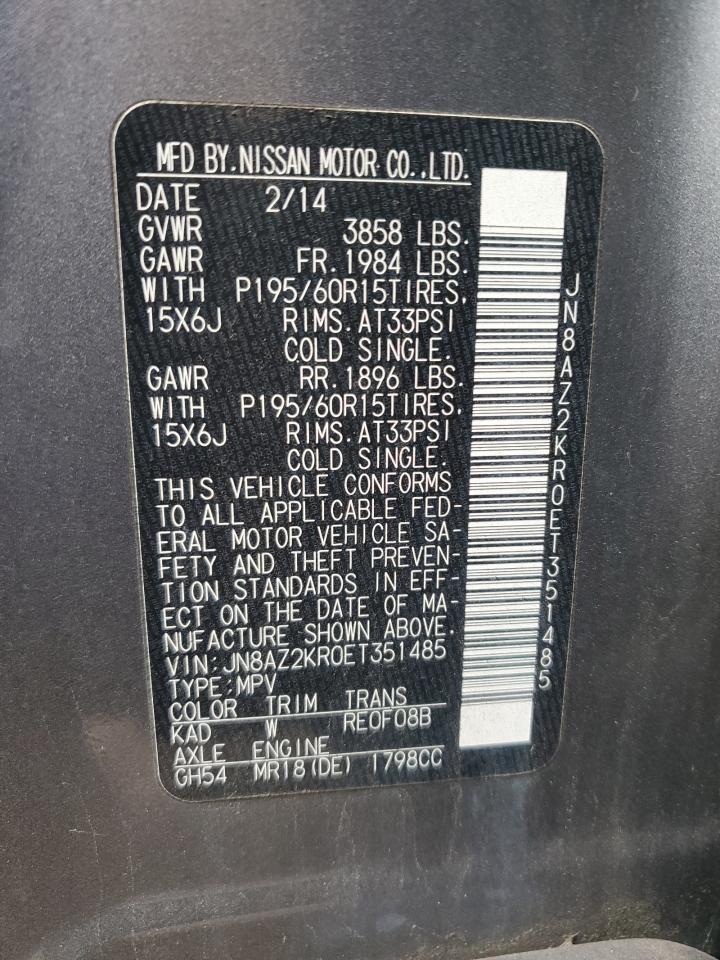 MFD BY.NISSAN MOTOR CO.,LTD.
DATE 2/14
GVWR 3858 LBS.
GAWR FR.1984 LBS.
WITH P195/60R15TIRES,
15X6J RIMS.AT33PSI
COLD SINGLE.
GAWR RR.1896 LBS.
WITH P195/60R15TIRES,
15X6J RIMS.AT33PSI
COLD SINGLE.
THIS VEHICLE CONFORMS
TO ALL APPLICABLE FED-
ERAL MOTOR VEHICLE SA-
FETY AND THEFT PREVEN-
TION STANDARDS IN EFF-
ECT ON THE DATE OF MA-
NUFACTURE SHOWN ABOVE.
VIN:JN8AZ2KR0ET351485
TYPE:MPV
COLOR TRIM TRANS
KAD W RE0F08B
AXLE ENGINE
GH54 MR18(DE) 1798CC
JN8AZ2KR0ET351485